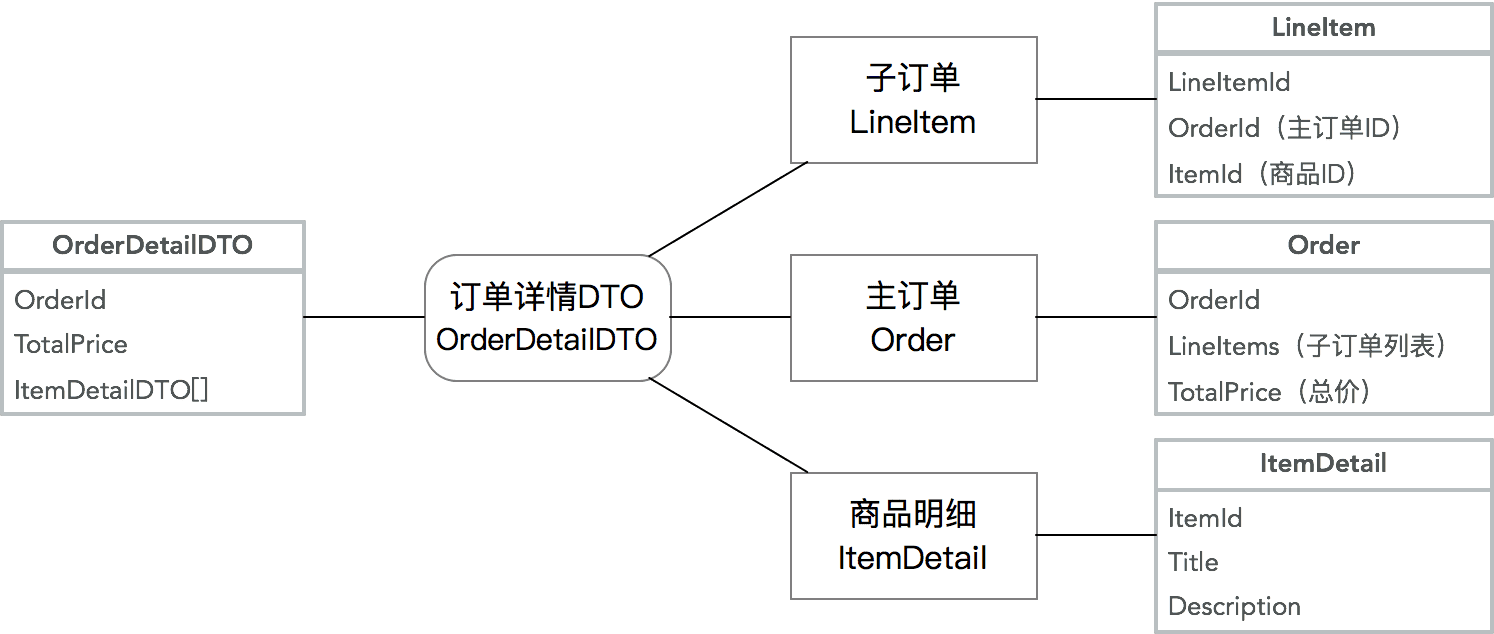 OrderDetailDTO
OrderId
TotalPrice
ItemDetailDTO[]
订单详情DTO
OrderDetailDTO
子订单
LineItem
主订单
Order
商品明细
ItemDetail
LineItem
LineItemId
OrderId（主订单ID）
ItemId（商品ID）
Order
OrderId
LineItems（子订单列表）
TotalPrice（总价）
ItemDetail
ItemId
Title
Description